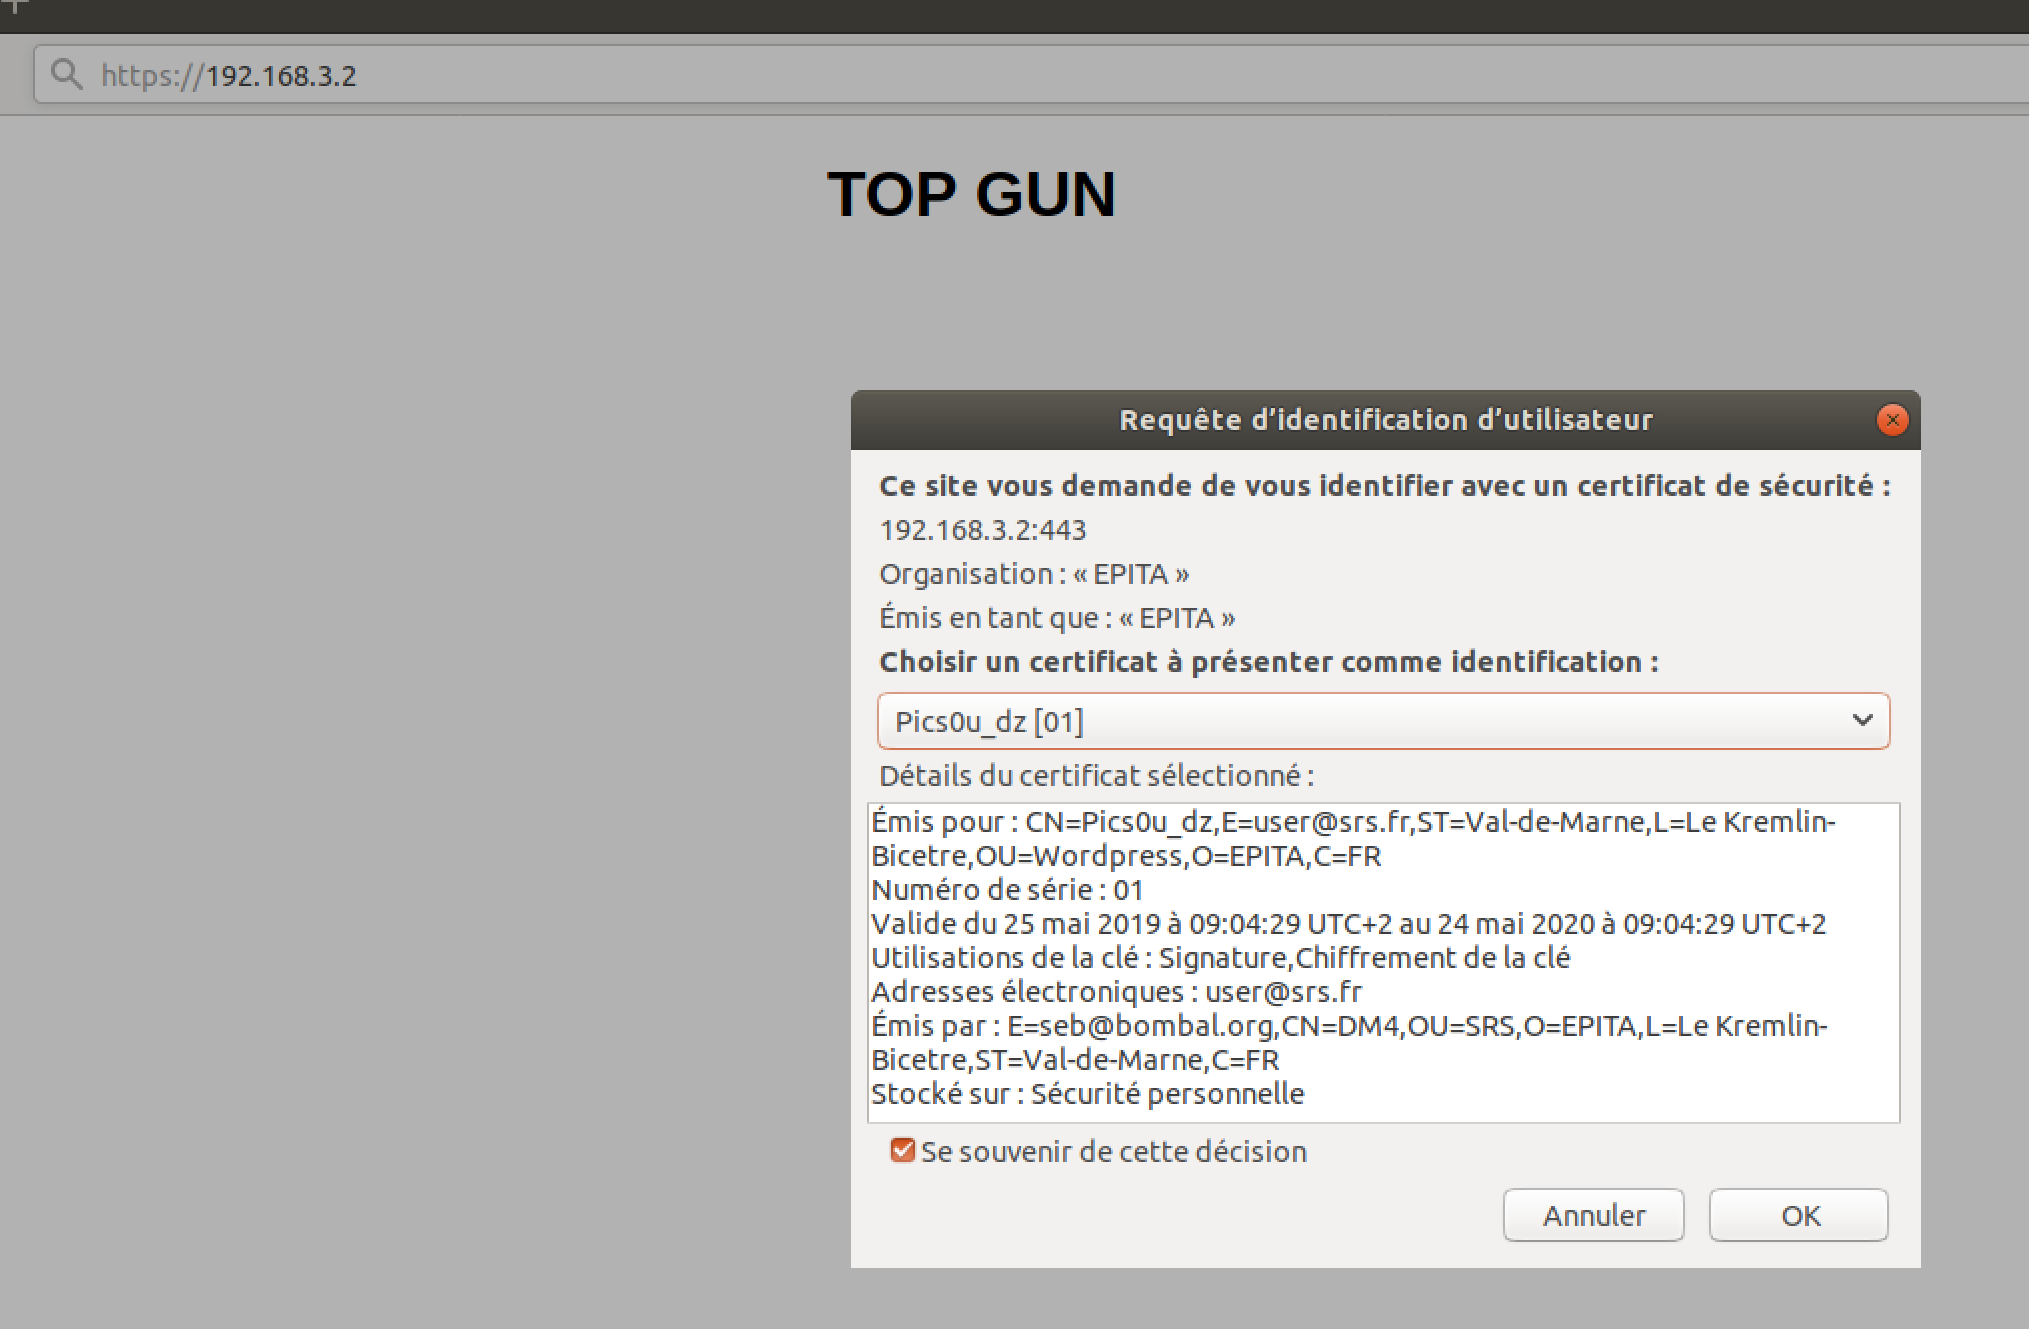 https://192.168.3.2
TOP GUN
Requête d’identification d’utilisateur
Ce site vous demande de vous identifier avec un certificat de sécurité :
192.168.3.2:443
Organisation : « EPITA »
Émis en tant que : « EPITA »
Choisir un certificat à présenter comme identification :
Pics0u_dz [01]
Détails du certificat sélectionné :
Émis pour : CN=Pics0u_dz,E=user@srs.fr,ST=Val-de-Marne,L=Le Kremlin-
Bicetre,OU=Wordpress,O=EPITA,C=FR
Numéro de série : 01
Valide du 25 mai 2019 à 09:04:29 UTC+2 au 24 mai 2020 à 09:04:29 UTC+2
Utilisations de la clé : Signature,Chiffrement de la clé
Adresses électroniques : user@srs.fr
Émis par : E=seb@bombal.org,CN=DM4,OU=SRS,O=EPITA,L=Le Kremlin-
Bicetre,ST=Val-de-Marne,C=FR
Stocké sur : Sécurité personnelle
Se souvenir de cette décision
Annuler
OK